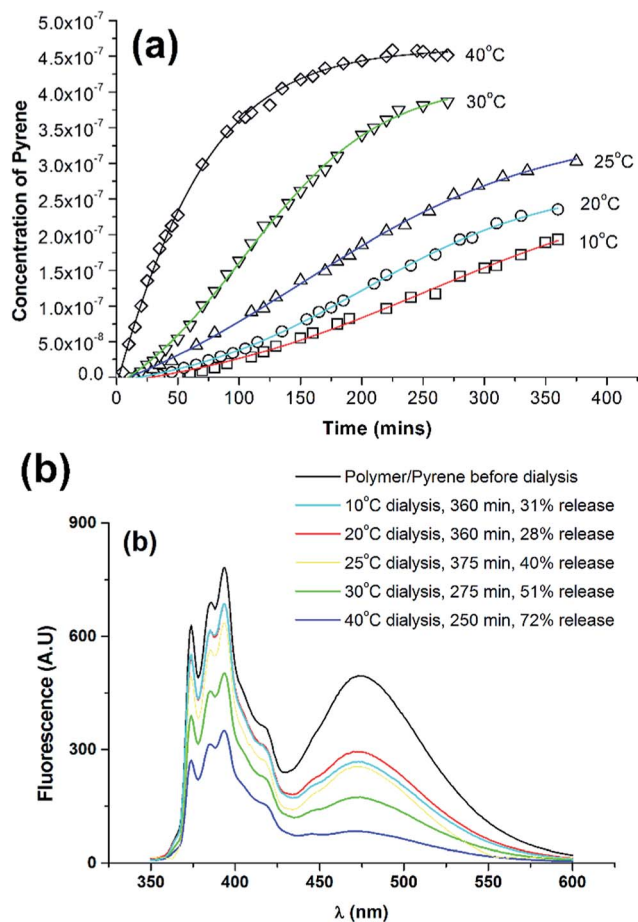 (a)
Concentration of Pyrene
5.0x10⁻⁷
4.5x10⁻⁷
4.0x10⁻⁷
3.5x10⁻⁷
3.0x10⁻⁷
2.5x10⁻⁷
2.0x10⁻⁷
1.5x10⁻⁷
1.0x10⁻⁷
5.0x10⁻⁸
0.0
40°C
30°C
25°C
20°C
10°C
0 50 100 150 200 250 300 350 400
Time (mins)
(b)
(b)
Polymer/Pyrene before dialysis
10°C dialysis, 360 min, 31% release
20°C dialysis, 360 min, 28% release
25°C dialysis, 375 min, 40% release
30°C dialysis, 275 min, 51% release
40°C dialysis, 250 min, 72% release
Fluorescence (A.U)
900
600
300
0
350 400 450 500 550 600
λ (nm)